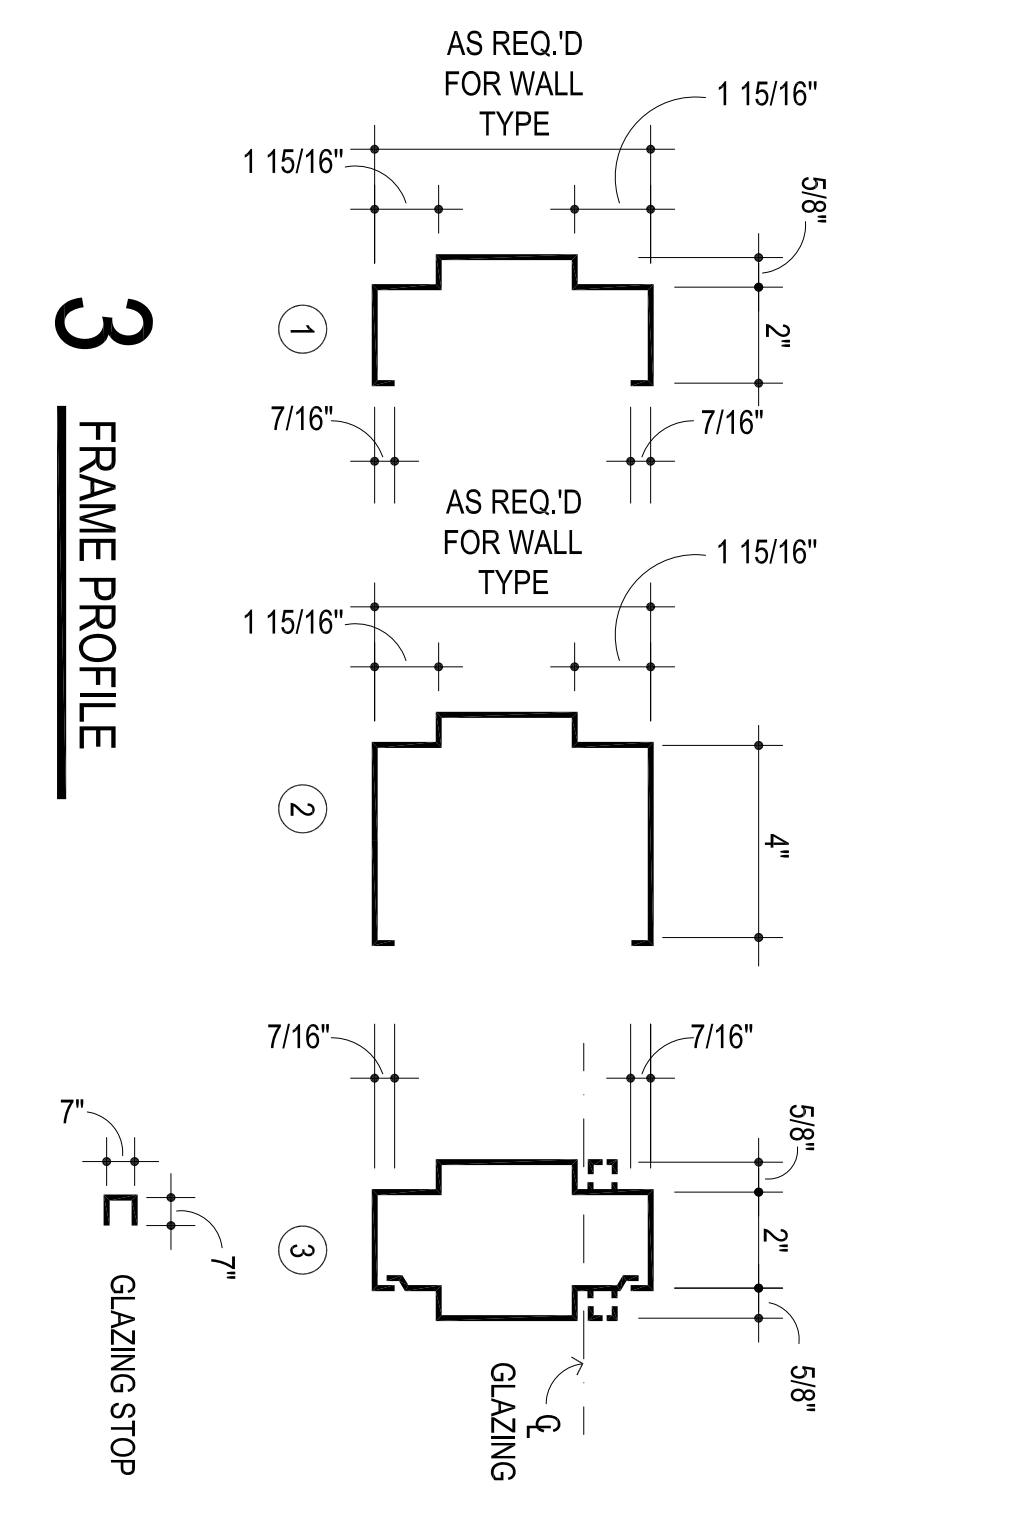 AS REQ.'D
FOR WALL
TYPE
1 15/16"
1 15/16"
5/8"
2"
1
7/16"
7/16"
AS REQ.'D
FOR WALL
TYPE
1 15/16"
1 15/16"
4"
2
7/16"
7/16"
5/8"
2"
5/8"
3
CL
GLAZING
7"
7"
GLAZING STOP
3
FRAME PROFILE